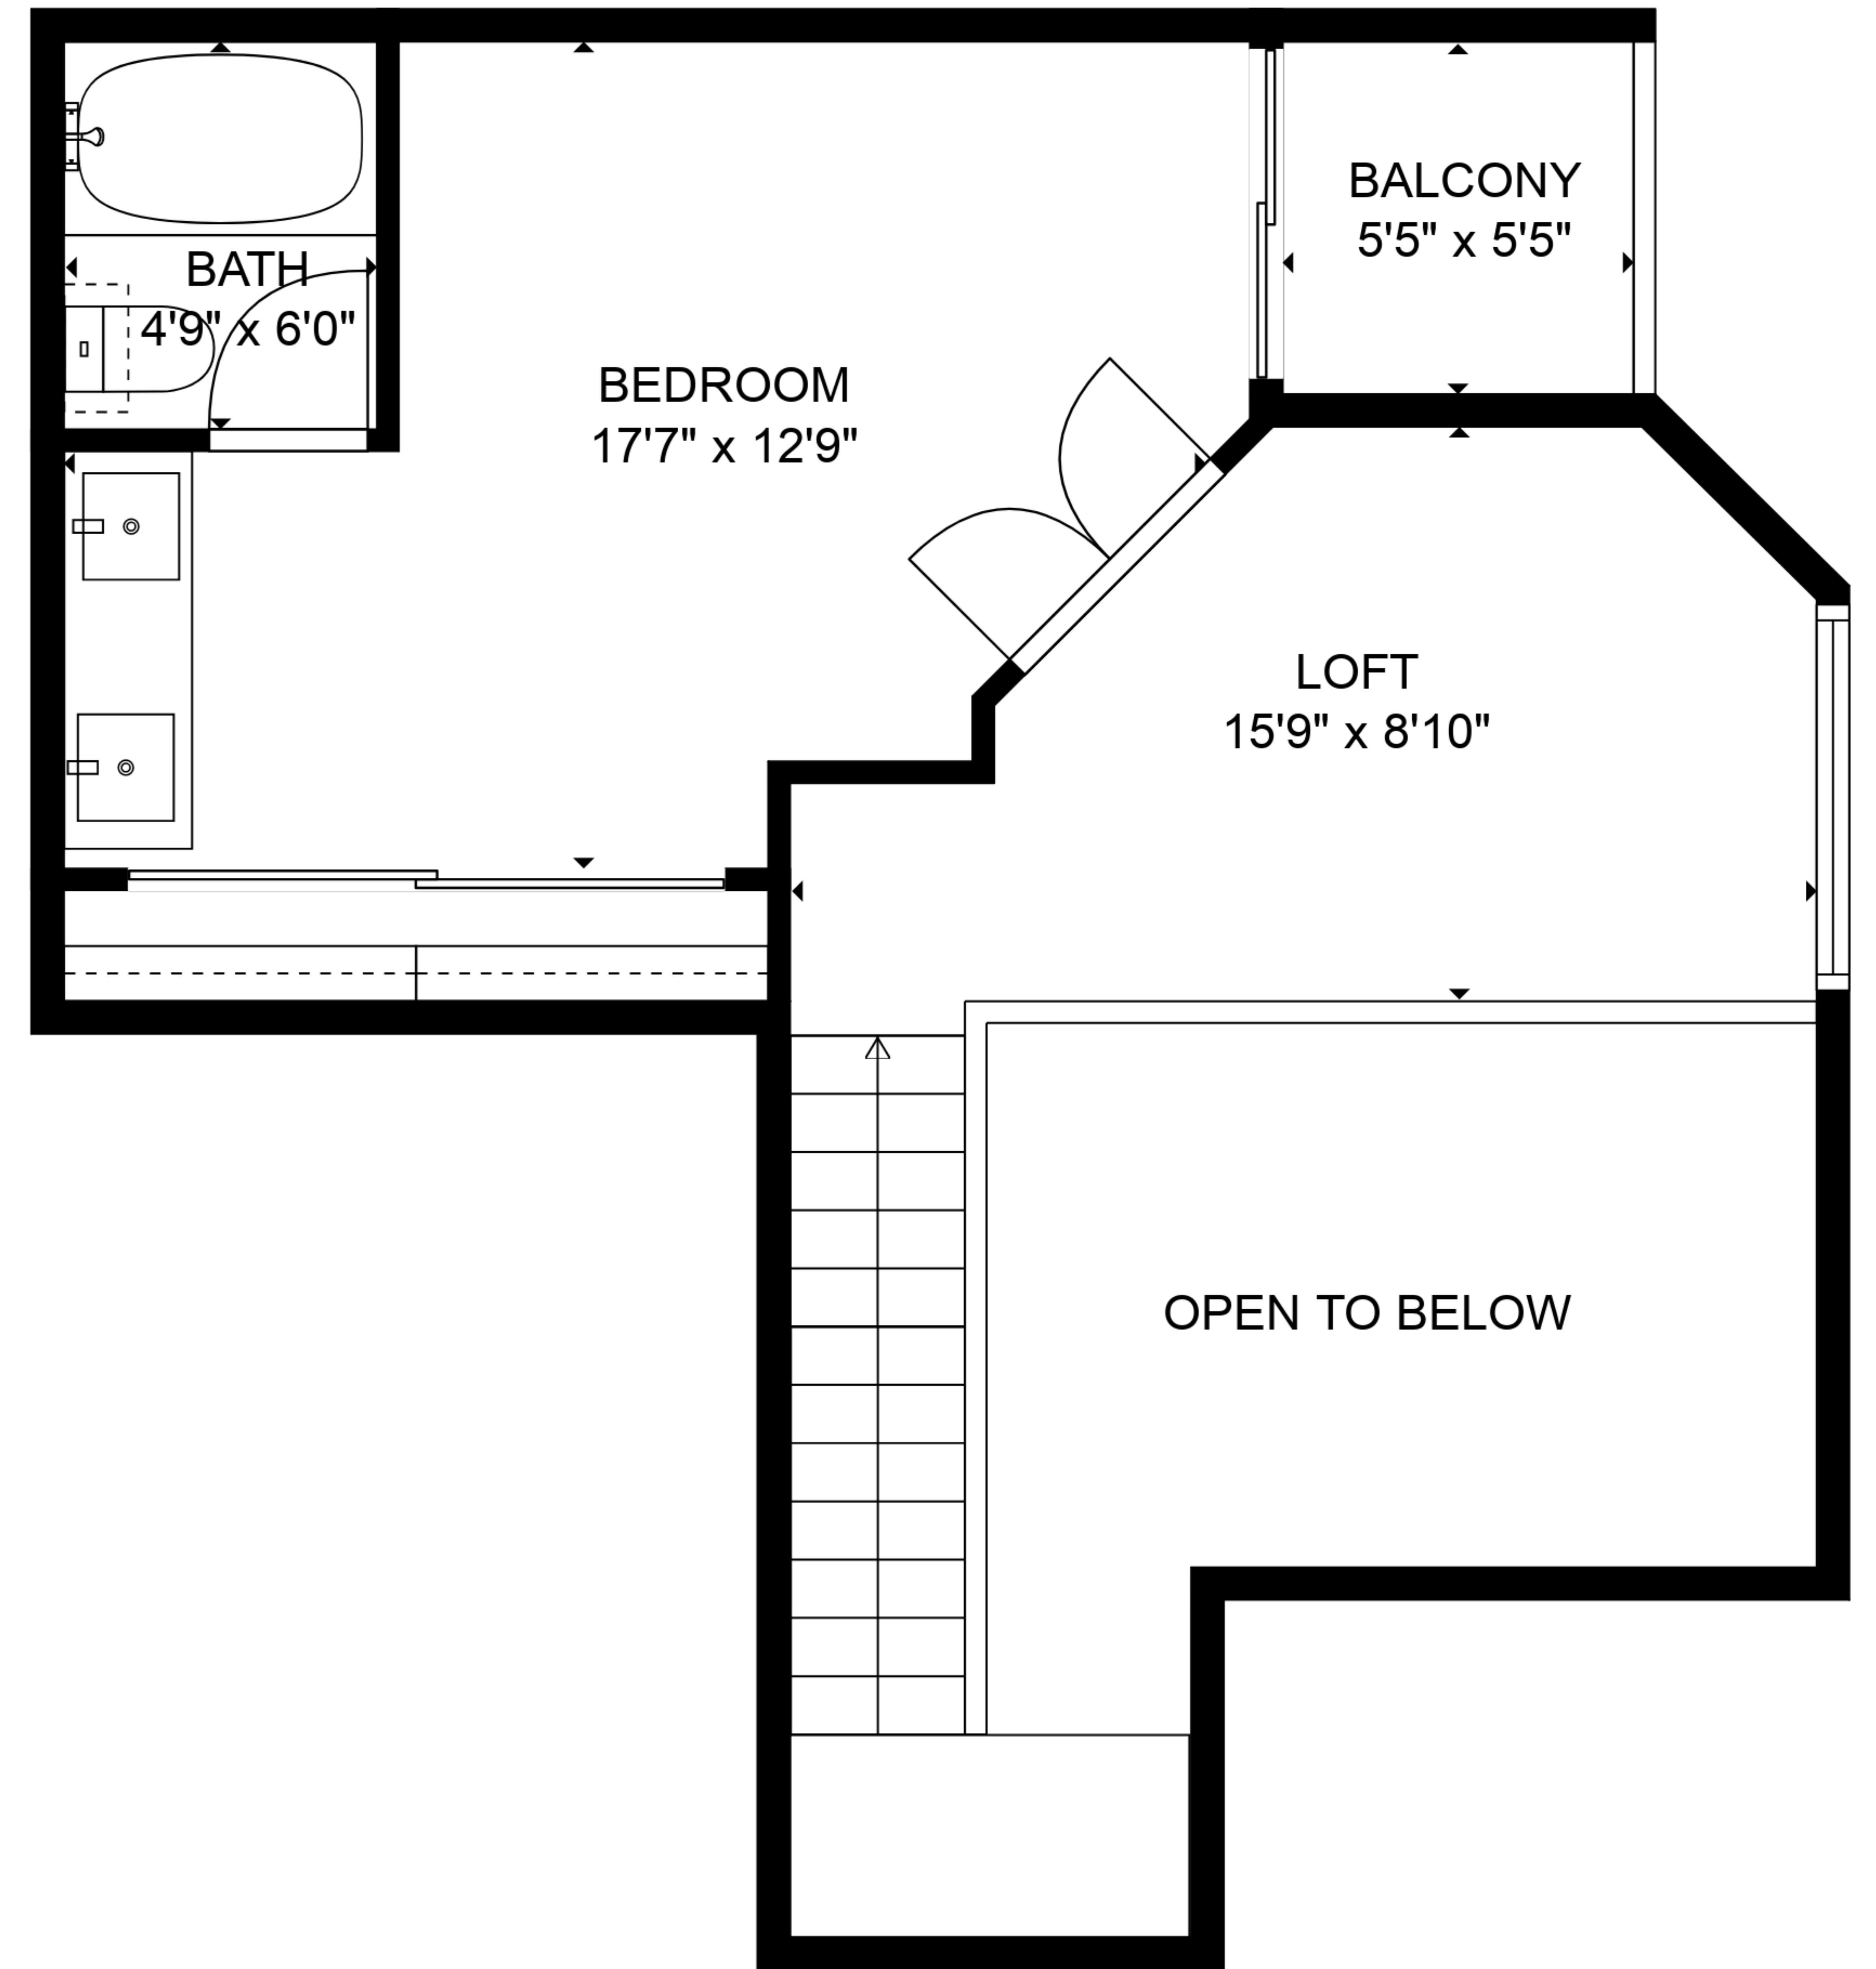 BALCONY
5'5" x 5'5"
BATH
4'9" x 6'0"
BEDROOM
17'7" x 12'9"
LOFT
15'9" x 8'10"
OPEN TO BELOW